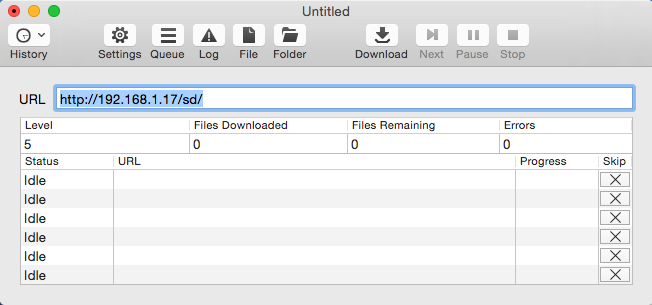 Untitled
History Settings Queue Log File Folder Download Next Pause Stop
URL http://192.168.1.17/sd/
Level Files Downloaded Files Remaining Errors
5 0 0 0
Status URL Progress Skip
Idle
Idle
Idle
Idle
Idle
Idle